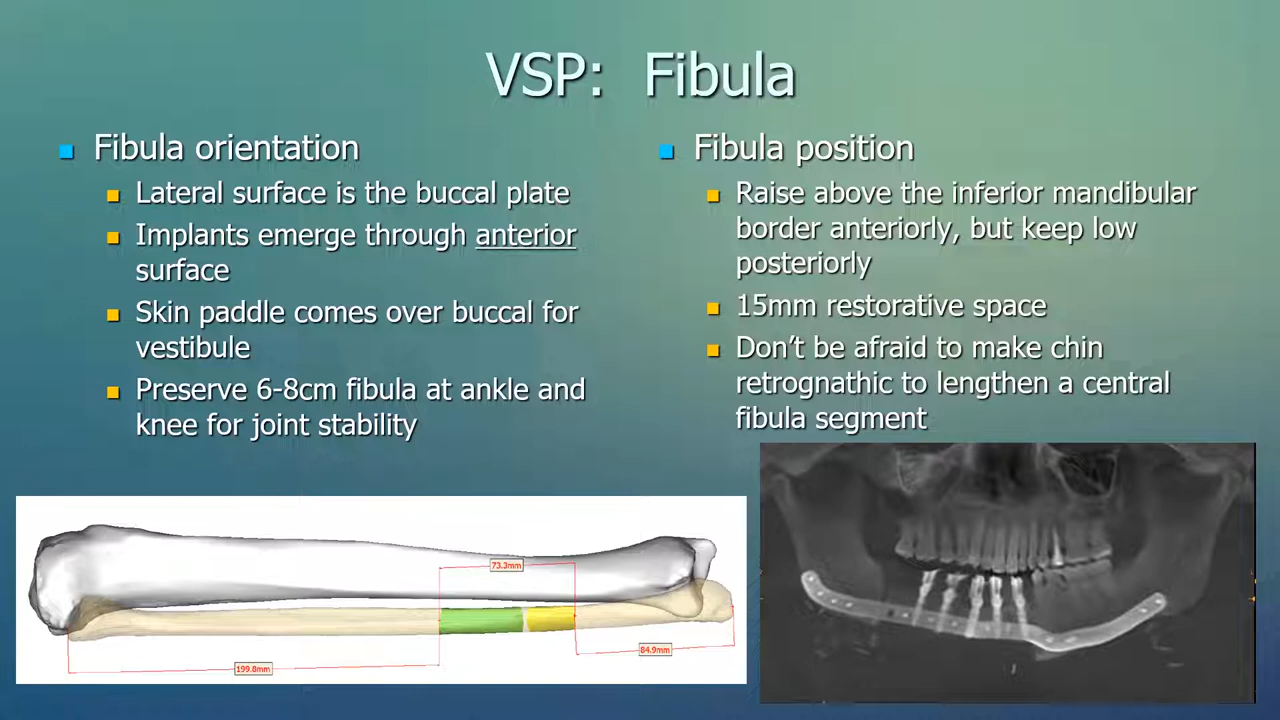 VSP: Fibula
Fibula orientation
Lateral surface is the buccal plate
Implants emerge through anterior
surface
Skin paddle comes over buccal for
vestibule
Preserve 6-8cm fibula at ankle and
knee for joint stability
Fibula position
Raise above the inferior mandibular
border anteriorly, but keep low
posteriorly
15mm restorative space
Don't be afraid to make chin
retrognathic to lengthen a central
fibula segment
73.3mm
199.8mm
84.9mm